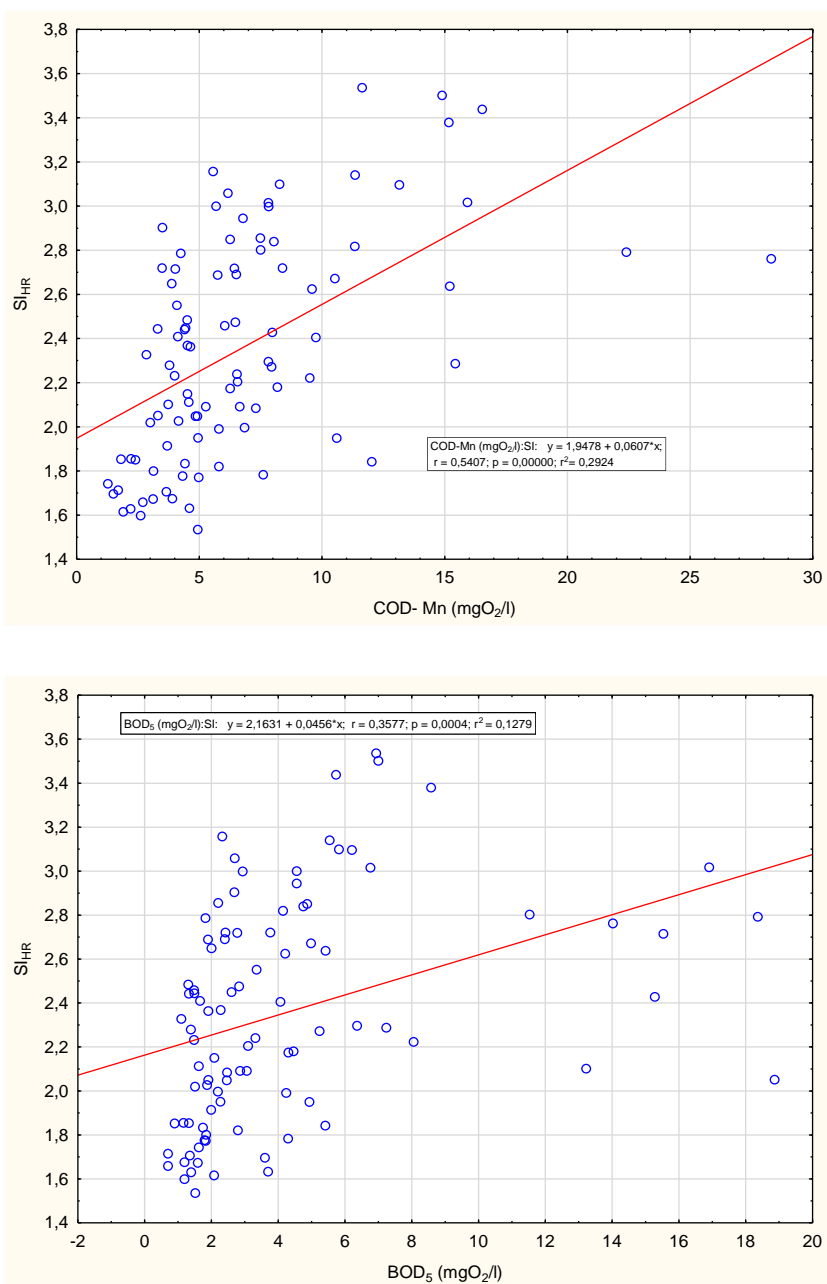 3,8
3,6
3,4
3,2
3,0
2,8
2,6
2,4
2,2
2,0
1,8
1,6
1,4
SI_HR
COD-Mn (mgO₂/l):SI: y = 1,9478 + 0,0607*x;
r = 0,5407; p = 0,00000; r² = 0,2924
0 5 10 15 20 25 30
COD- Mn (mgO₂/l)
3,8
BOD₅ (mgO₂/l):SI: y = 2,1631 + 0,0456*x; r = 0,3577; p = 0,0004; r² = 0,1279
3,6
3,4
3,2
3,0
2,8
2,6
2,4
2,2
2,0
1,8
1,6
1,4
SI_HR
-2 0 2 4 6 8 10 12 14 16 18 20
BOD₅ (mgO₂/l)